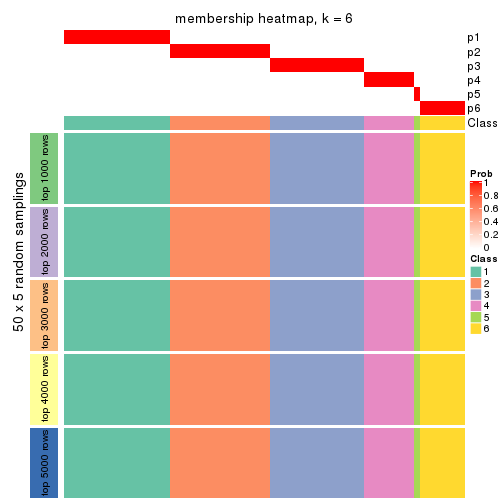 membership heatmap, k = 6
p1
p2
p3
p4
p5
p6
Class
50 x 5 random samplings
top 1000 rows
top 2000 rows
top 3000 rows
top 4000 rows
top 5000 rows
Prob
1
0.8
0.6
0.4
0.2
0
Class
1
2
3
4
5
6